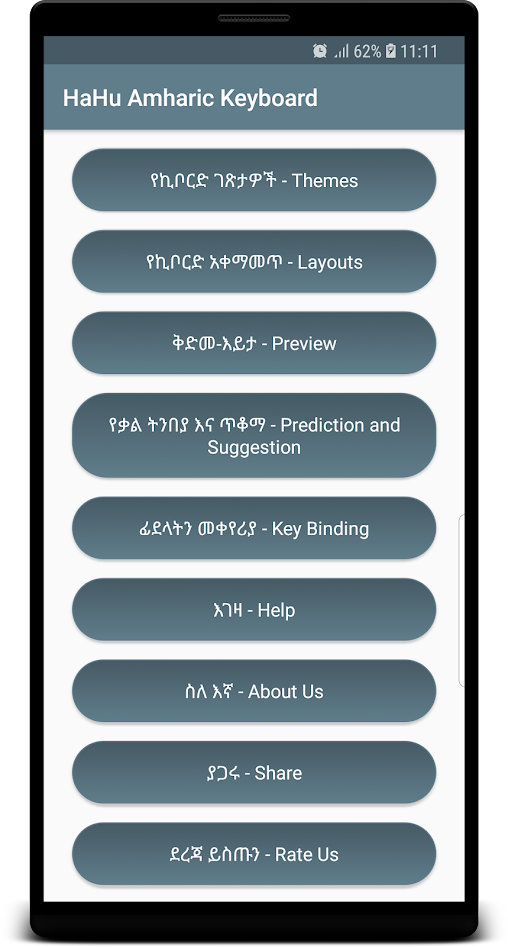 62% 11:11
HaHu Amharic Keyboard
የኪቦርድ ገጽታዎች - Themes
የኪቦርድ አቀማመጥ - Layouts
ቅድመ-እይታ - Preview
የቃል ትንበያ እና ጥቆማ - Prediction and
Suggestion
ፊደላትን መቀየሪያ - Key Binding
እገዛ - Help
ስለ እኛ - About Us
ያጋሩ - Share
ደረጃ ይስጡን - Rate Us